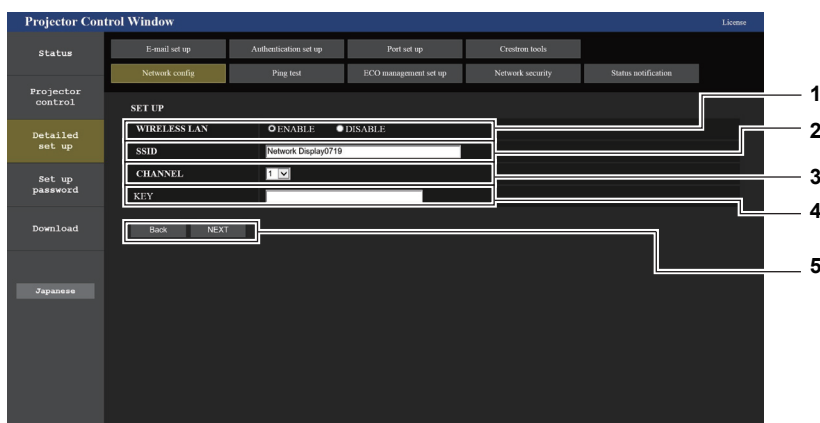 Projector Control Window License
Status
E-mail set up Authentication set up Port set up Crestron tools
Network config Ping test ECO management set up Network security Status notification
Projector
control
SET UP
1
WIRELESS LAN ENABLE DISABLE
2
Detailed
set up
SSID Network Display0719
CHANNEL 1
3
Set up
password
KEY
4
Download
Back NEXT
5
Japanese